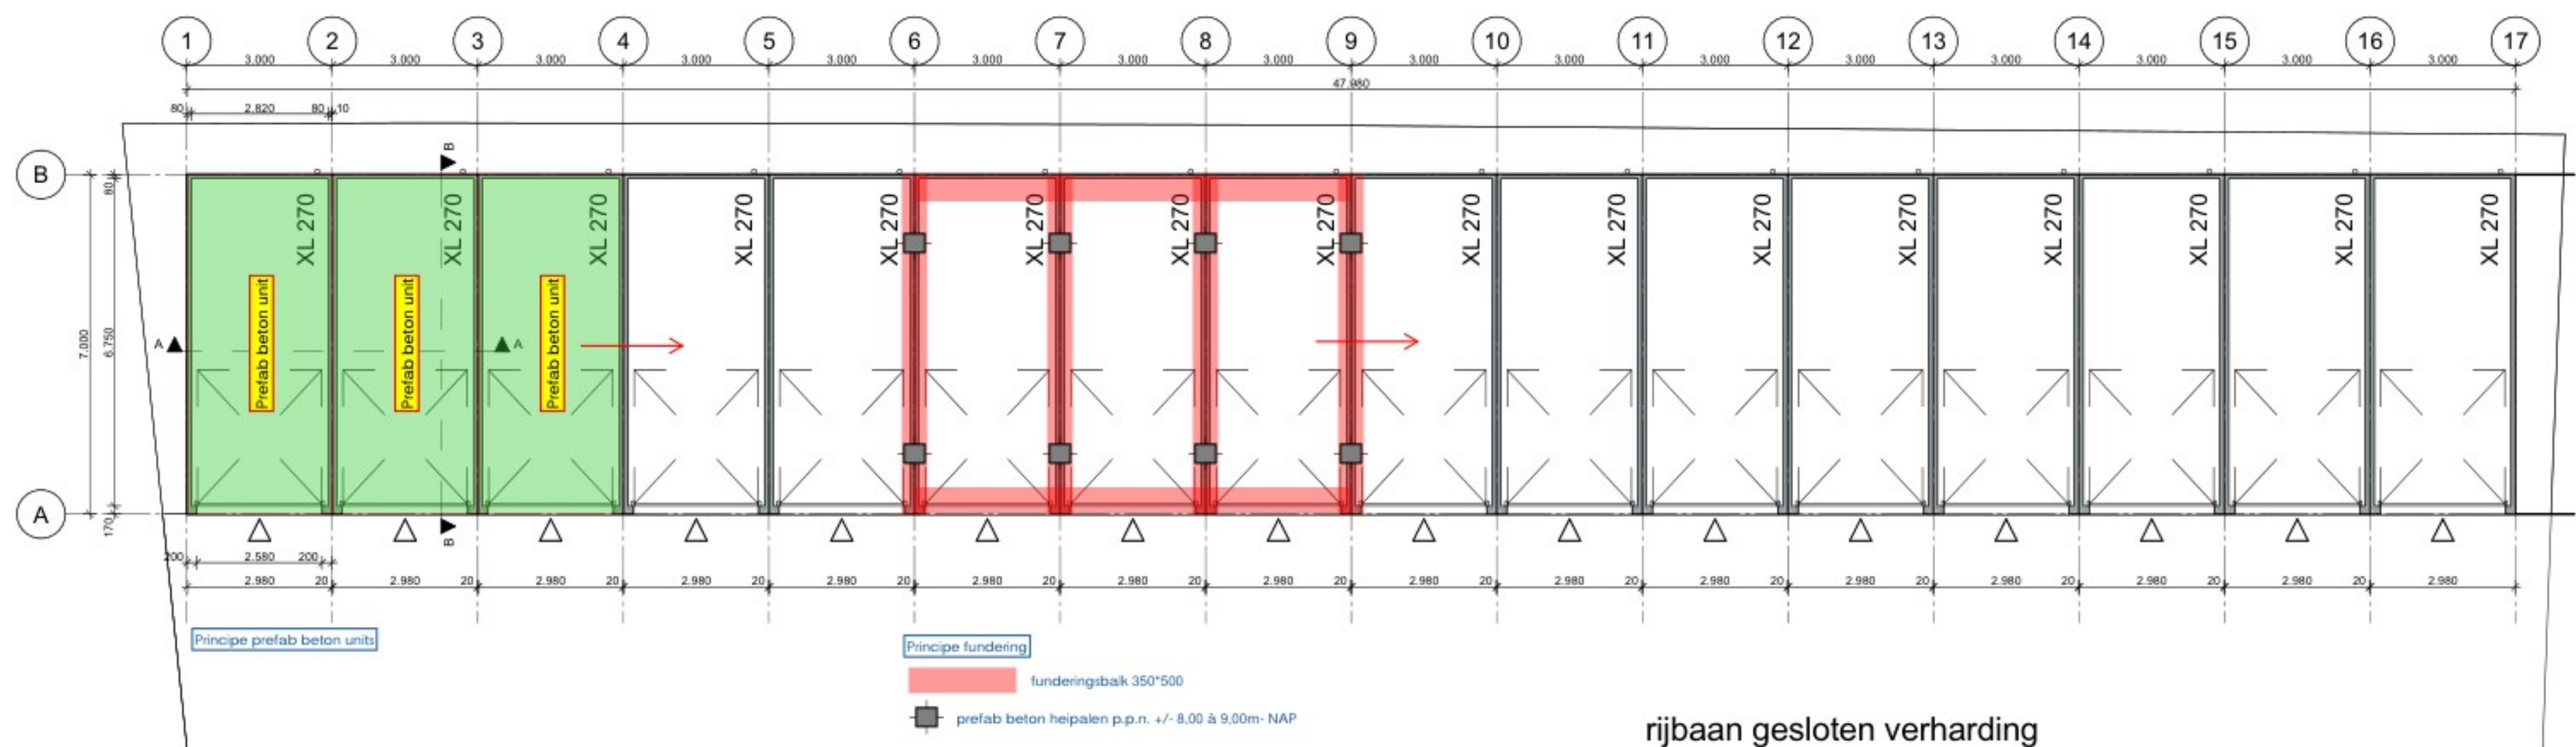 1 2 3 4 5 6 7 8 9 10 11 12 13 14 15 16 17
3.000 3.000 3.000 3.000 3.000 3.000 3.000 3.000 3.000 3.000 3.000 3.000 3.000 3.000 3.000 3.000
47.980
80 2.820 80 10
B
B
80
XL 270 XL 270 XL 270 XL 270 XL 270 XL 270 XL 270 XL 270 XL 270 XL 270 XL 270 XL 270 XL 270 XL 270 XL 270 XL 270
Prefab beton unit Prefab beton unit Prefab beton unit
7.000 6.750
A A
A
170
B
200 2.580 200
2.980 20 2.980 20 2.980 20 2.980 20 2.980 20 2.980 20 2.980 20 2.980 20 2.980 20 2.980 20 2.980 20 2.980 20 2.980 20 2.980 20 2.980 20 2.980
Principe prefab beton units
Principe fundering
funderingsbalk 350*500
prefab beton heipalen p.p.n. +/- 8,00 à 9,00m- NAP
rijbaan gesloten verharding